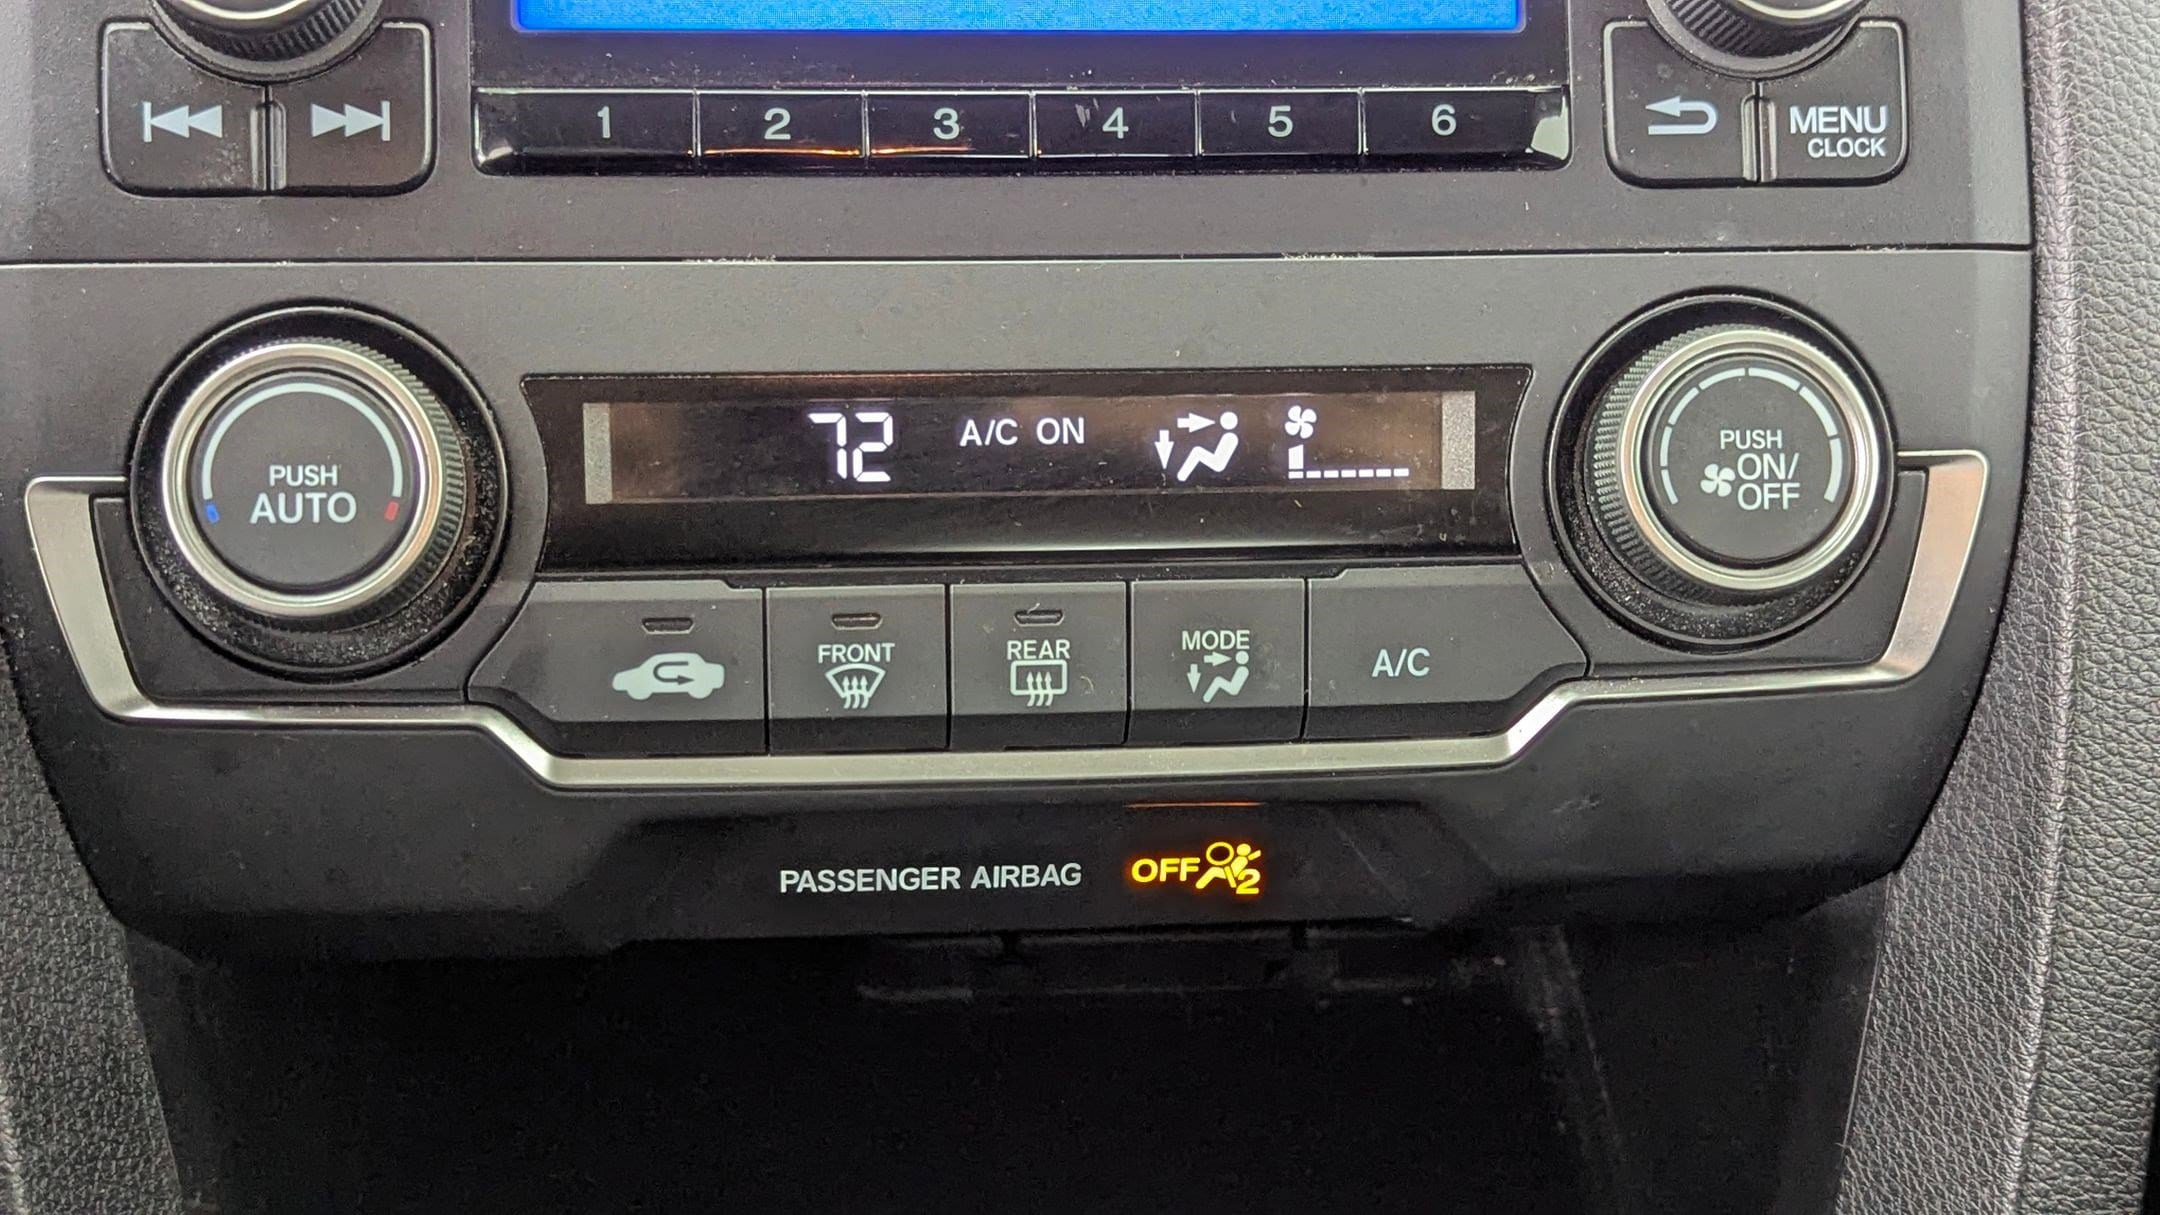 1 2 3 4 5 6
MENU
CLOCK
PUSH
AUTO
72 A/C ON
PUSH
ON/
OFF
FRONT
REAR
MODE
A/C
PASSENGER AIRBAG OFF 2